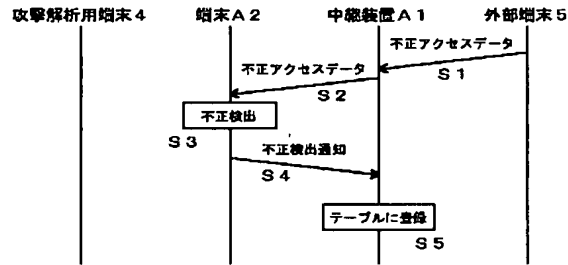 攻撃解析用端末4 端末A2 中継装置A1 外部端末5
不正アクセスデータ
不正アクセスデータ
S1
S2
不正検出
S3
不正検出通知
S4
テーブルに登録
S5